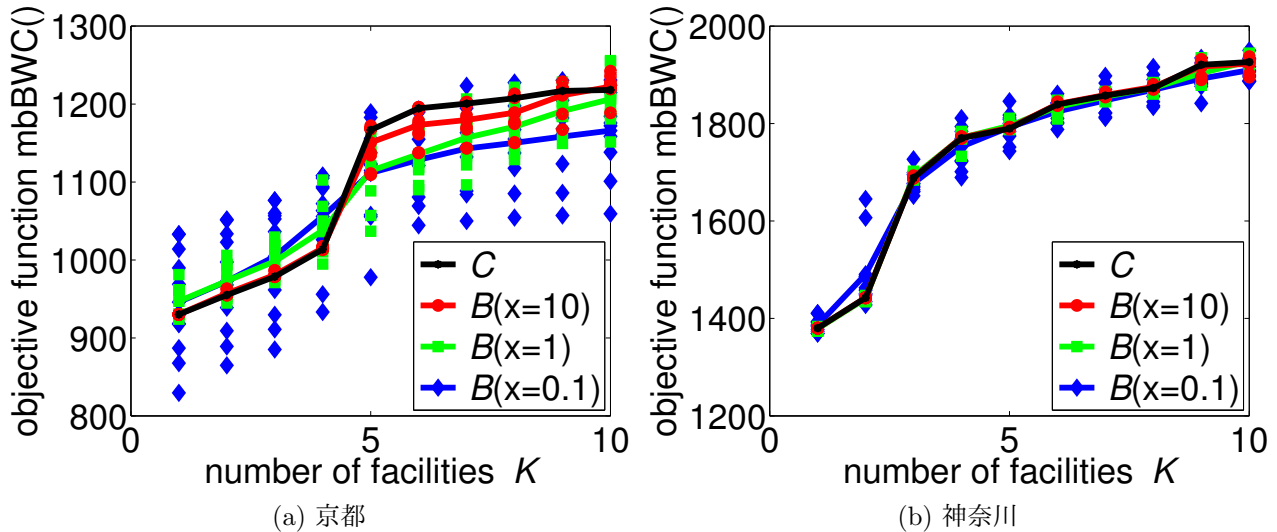 objective function mbBWC()
1300
1200
1100
1000
900
800
0
5
10
number of facilities K
C
B(x=10)
B(x=1)
B(x=0.1)
(a) 京都
objective function mbBWC()
2000
1800
1600
1400
1200
0
5
10
number of facilities K
C
B(x=10)
B(x=1)
B(x=0.1)
(b) 神奈川